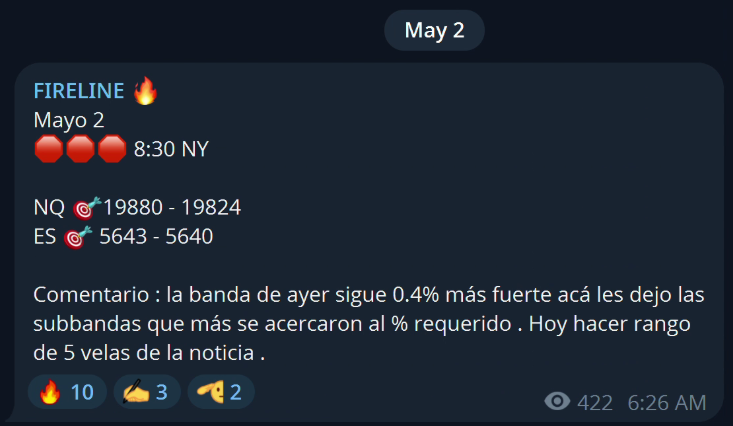 May 2
FIRELINE 🔥
Mayo 2
🛑🛑🛑 8:30 NY
NQ 🎯19880 - 19824
ES 🎯 5643 - 5640
Comentario : la banda de ayer sigue 0.4% más fuerte acá les dejo las
subbandas que más se acercaron al % requerido . Hoy hacer rango
de 5 velas de la noticia .
🔥 10 ✍️ 3 🫡 2
422 6:26 AM